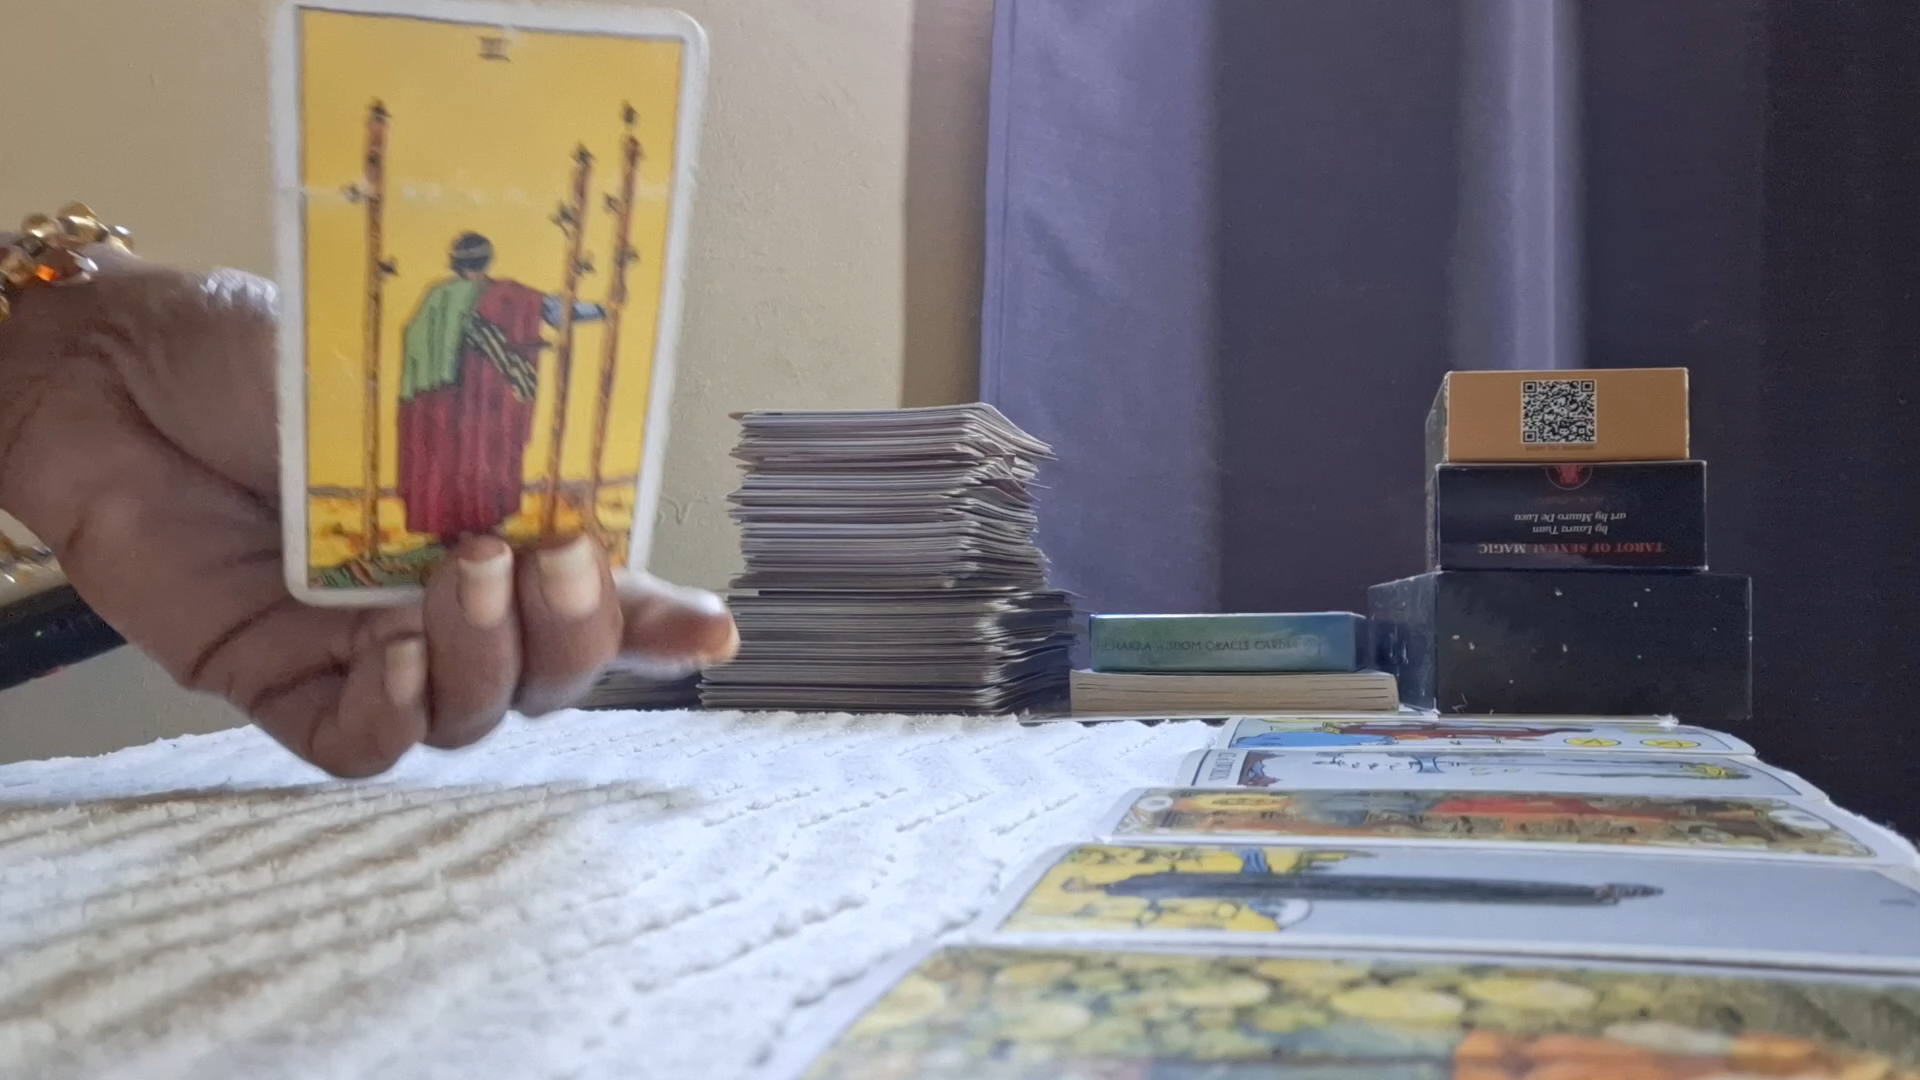 III
TAROT OF SEXUAL MAGIC
by Laura Tuan
art by Mauro De Luca
CHAKRA WISDOM ORACLE CARDS